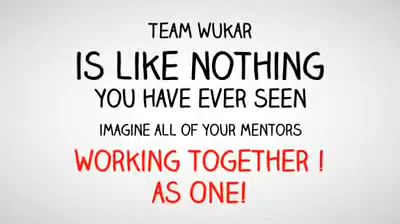 TEAM WUKAR
IS LIKE NOTHING
YOU HAVE EVER SEEN
IMAGINE ALL OF YOUR MENTORS
WORKING TOGETHER !
AS ONE!